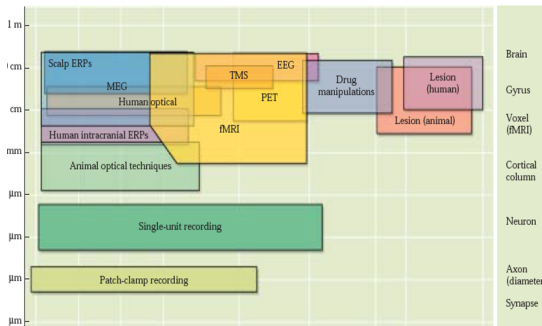 1 m
Brain
Scalp ERPs
EEG
0 cm
TMS
MEG
Drug
manipulations
Lesion
(human)
Gyrus
Human optical
PET
cm
Voxel
(fMRI)
Lesion (animal)
fMRI
Human intracranial ERPs
mm
Animal optical techniques
Cortical
column
μm
Neuron
Single-unit recording
μm
Axon
(diameter
Patch-clamp recording
μm
Synapse
μm